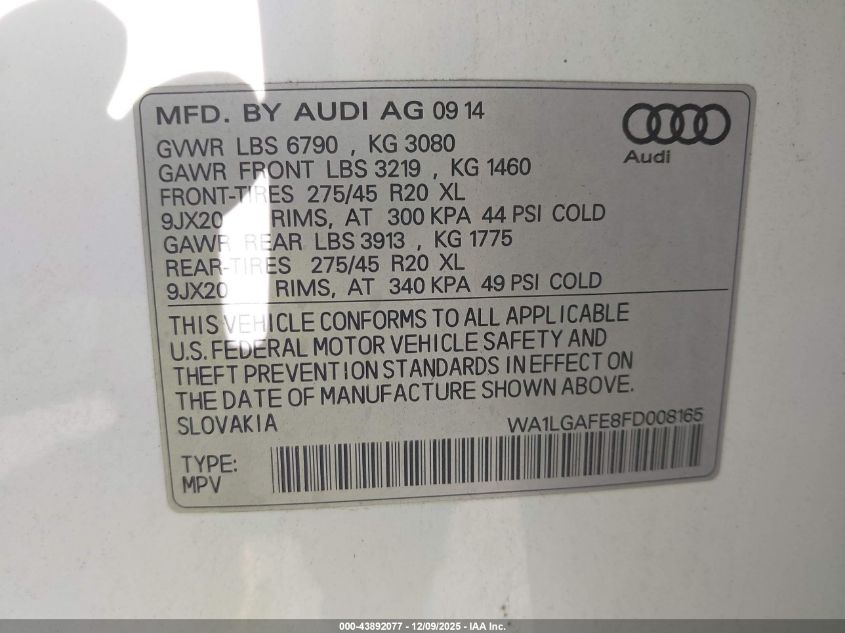 MFD. BY AUDI AG 09 14
Audi
GVWR LBS 6790 , KG 3080
GAWR FRONT LBS 3219 , KG 1460
FRONT-TIRES 275/45 R20 XL
9JX20 RIMS, AT 300 KPA 44 PSI COLD
GAWR REAR LBS 3913 , KG 1775
REAR-TIRES 275/45 R20 XL
9JX20 RIMS, AT 340 KPA 49 PSI COLD
THIS VEHICLE CONFORMS TO ALL APPLICABLE
U.S. FEDERAL MOTOR VEHICLE SAFETY AND
THEFT PREVENTION STANDARDS IN EFFECT ON
THE DATE OF MANUFACTURE SHOWN ABOVE.
SLOVAKIA WA1LGAFE8FD008165
TYPE:
MPV
000-43892077 - 12/09/2025 - IAA Inc.